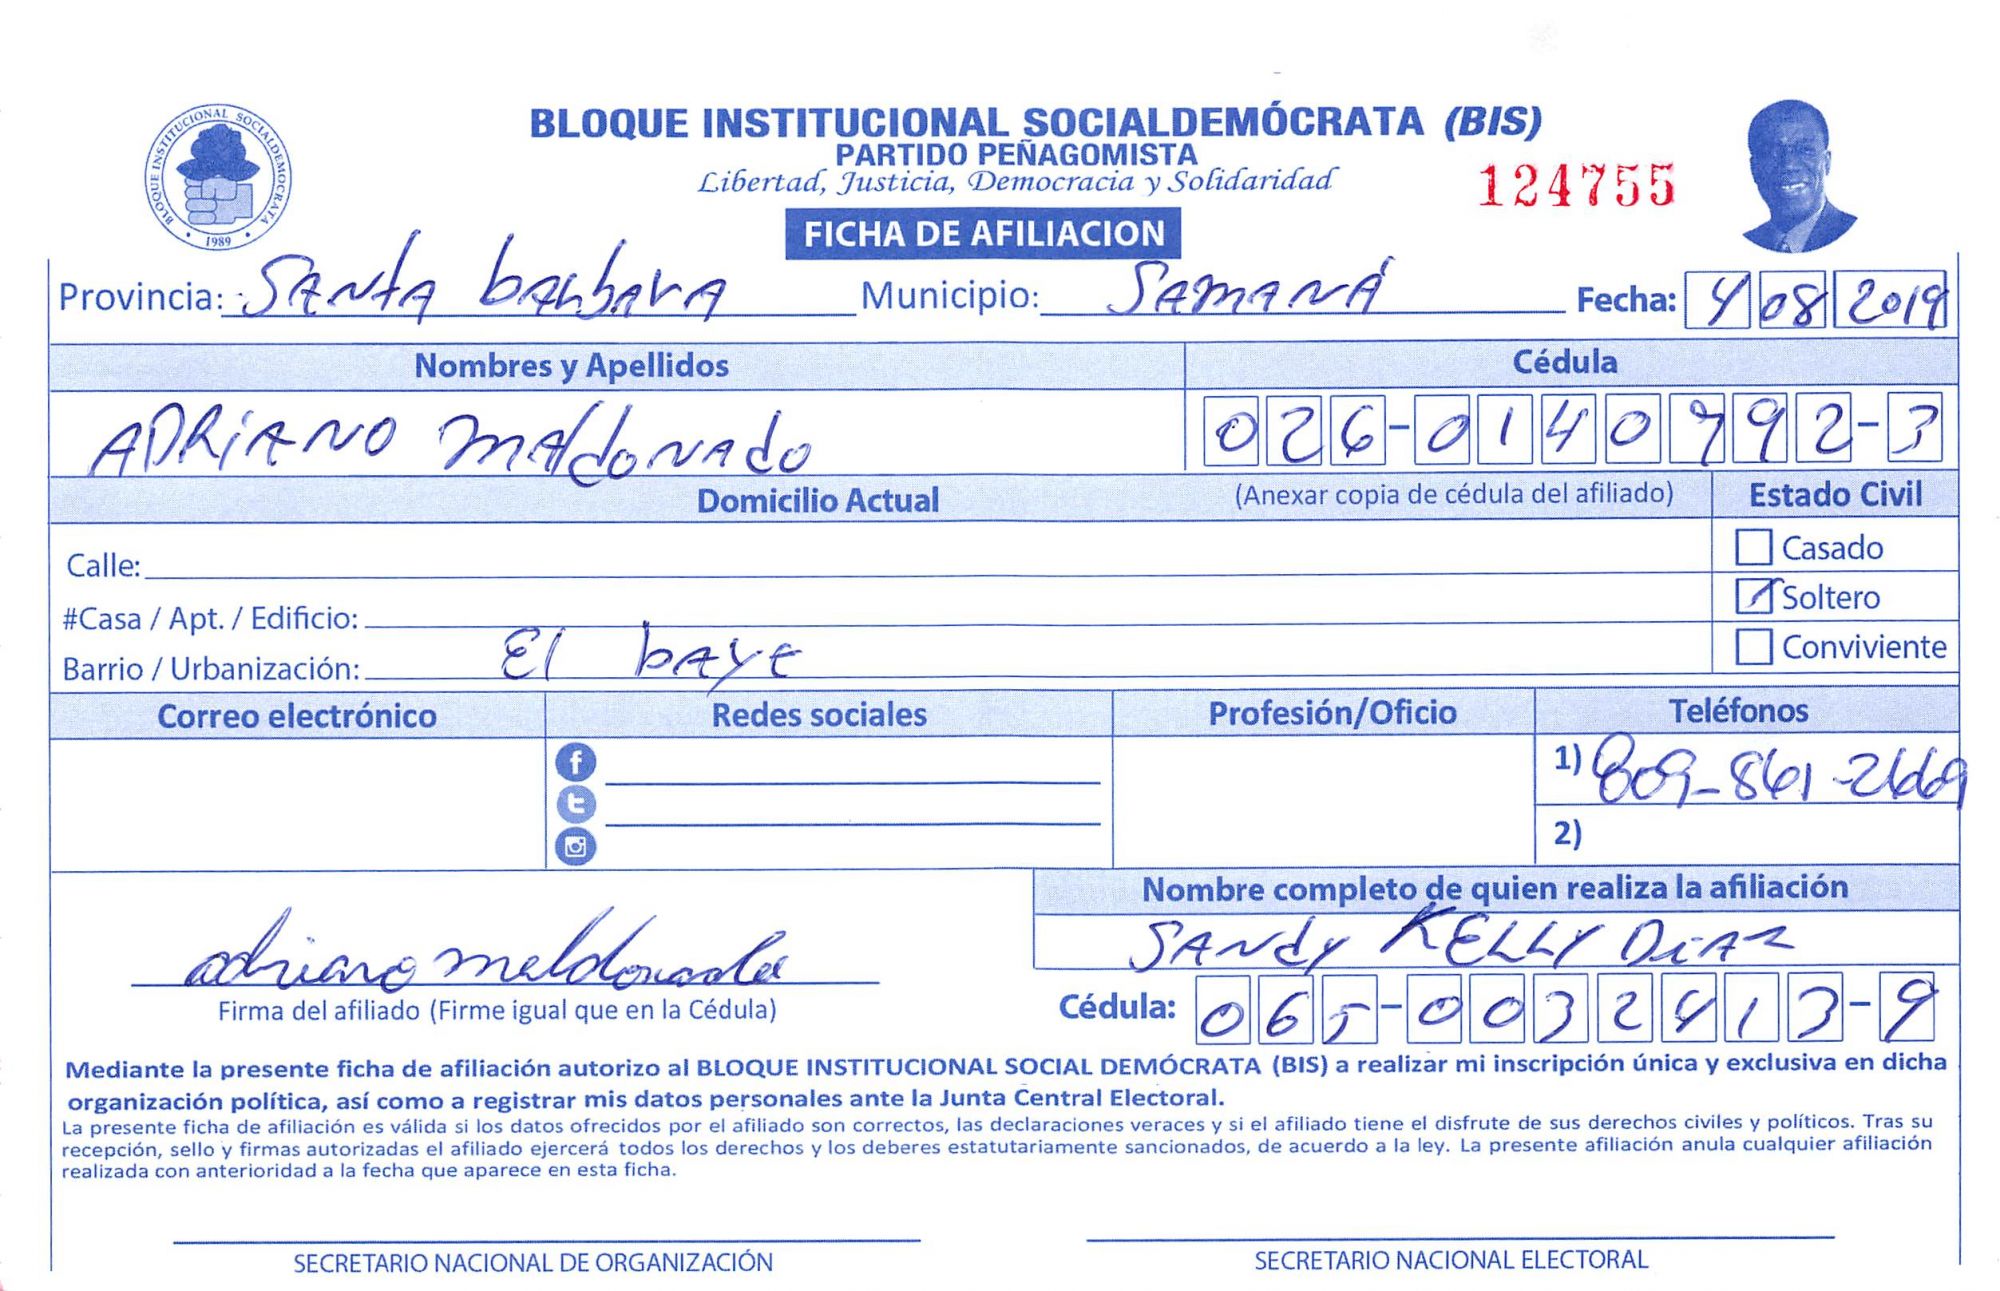 BLOQUE INSTITUCIONAL SOCIALDEMÓCRATA (BIS)
PARTIDO PEÑAGOMISTA
Libertad, Justicia, Democracia y Solidaridad
124755
BLOQUE INSTITUCIONAL SOCIALDEMOCRATA
1989
FICHA DE AFILIACION
Provincia: SANTA bARbARA Municipio: SAMANÁ Fecha: 4 08 2019
Nombres y Apellidos Cédula
ADRiANO MAldoNAdo 026-0140792-3
Domicilio Actual (Anexar copia de cédula del afiliado) Estado Civil
Calle: Casado
#Casa / Apt. / Edificio: Soltero
Barrio / Urbanización: El bAYE Conviviente
Correo electrónico Redes sociales Profesión/Oficio Teléfonos
1) 809-861-2669
2)
Nombre completo de quien realiza la afiliación
SANdy KELLY DiAz
adriano maldonado
Firma del afiliado (Firme igual que en la Cédula) Cédula: 065-0032413-9
Mediante la presente ficha de afiliación autorizo al BLOQUE INSTITUCIONAL SOCIAL DEMÓCRATA (BIS) a realizar mi inscripción única y exclusiva en dicha
organización política, así como a registrar mis datos personales ante la Junta Central Electoral.
La presente ficha de afiliación es válida si los datos ofrecidos por el afiliado son correctos, las declaraciones veraces y si el afiliado tiene el disfrute de sus derechos civiles y políticos. Tras su
recepción, sello y firmas autorizadas el afiliado ejercerá todos los derechos y los deberes estatutariamente sancionados, de acuerdo a la ley. La presente afiliación anula cualquier afiliación
realizada con anterioridad a la fecha que aparece en esta ficha.
SECRETARIO NACIONAL DE ORGANIZACIÓN SECRETARIO NACIONAL ELECTORAL